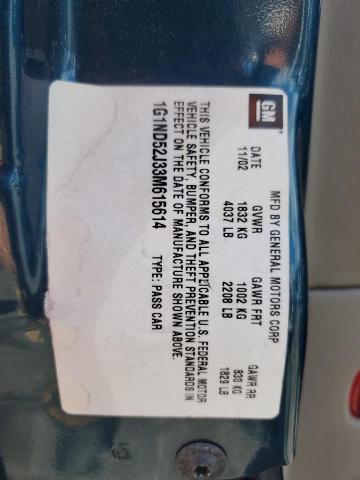 GM
MFD BY GENERAL MOTORS CORP
DATE GVWR GAWR FRT GAWR RR
11/02 1832 KG 1002 KG 830 KG
4037 LB 2208 LB 1829 LB
THIS VEHICLE CONFORMS TO ALL APPLICABLE U.S. FEDERAL MOTOR
VEHICLE SAFETY, BUMPER, AND THEFT PREVENTION STANDARDS IN
EFFECT ON THE DATE OF MANUFACTURE SHOWN ABOVE.
1G1ND52J33M615614 TYPE: PASS CAR